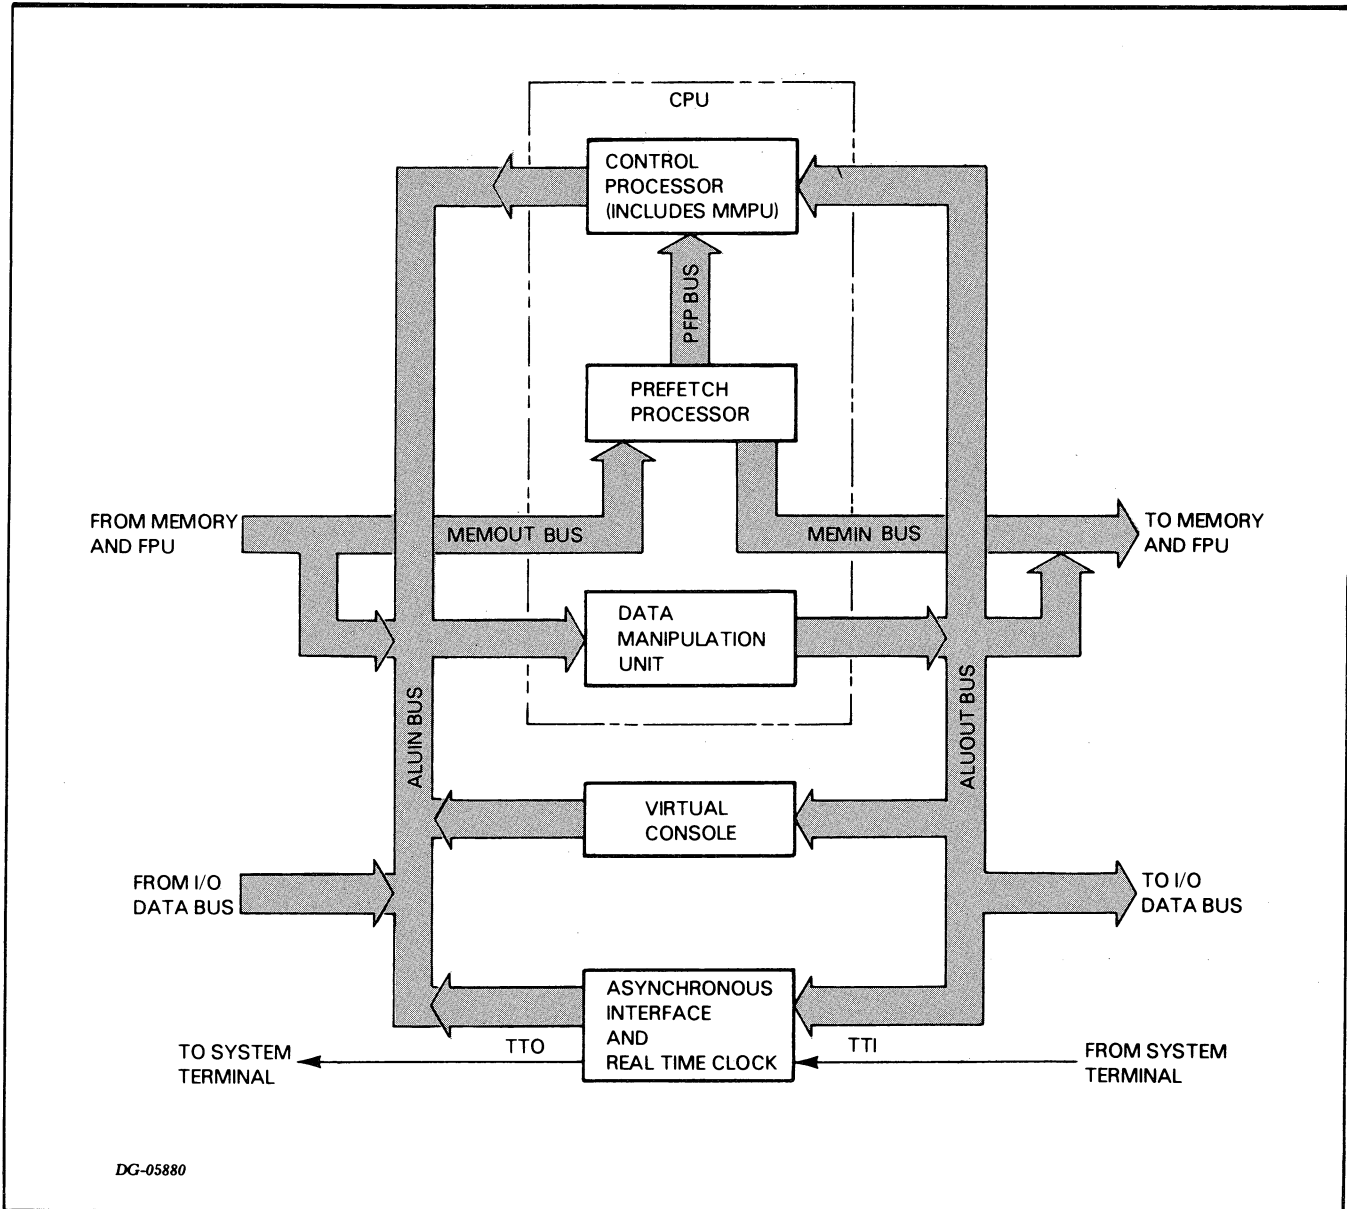 CPU
CONTROL
PROCESSOR
(INCLUDES MMPU)
PFP BUS
PREFETCH
PROCESSOR
FROM MEMORY
AND FPU
MEMOUT BUS
MEMIN BUS
TO MEMORY
AND FPU
DATA
MANIPULATION
UNIT
ALUIN BUS
ALUOUT BUS
VIRTUAL
CONSOLE
FROM I/O
DATA BUS
TO I/O
DATA BUS
ASYNCHRONOUS
INTERFACE
AND
REAL TIME CLOCK
TTO
TTI
TO SYSTEM
TERMINAL
FROM SYSTEM
TERMINAL
DG-05880